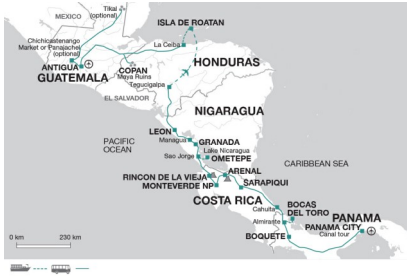 MEXICO
Tikal
(optional)
ISLA DE ROATAN
Chichicastenango
Market or Panajachel
(optional)
La Ceiba
ANTIGUA
GUATEMALA
COPAN
Maya Ruins
Tegucigalpa
HONDURAS
EL SALVADOR
NICARAGUA
LEON
Managua
GRANADA
Lake Nicaragua
Sao Jorge
OMETEPE
PACIFIC
OCEAN
CARIBBEAN SEA
RINCON DE LA VIEJA
ARENAL
MONTEVERDE NP
SARAPIQUI
COSTA RICA
Cahuita
BOCAS
DEL TORO
Almirante
PANAMA
PANAMA CITY
Canal tour
BOQUETE
0 km
230 km